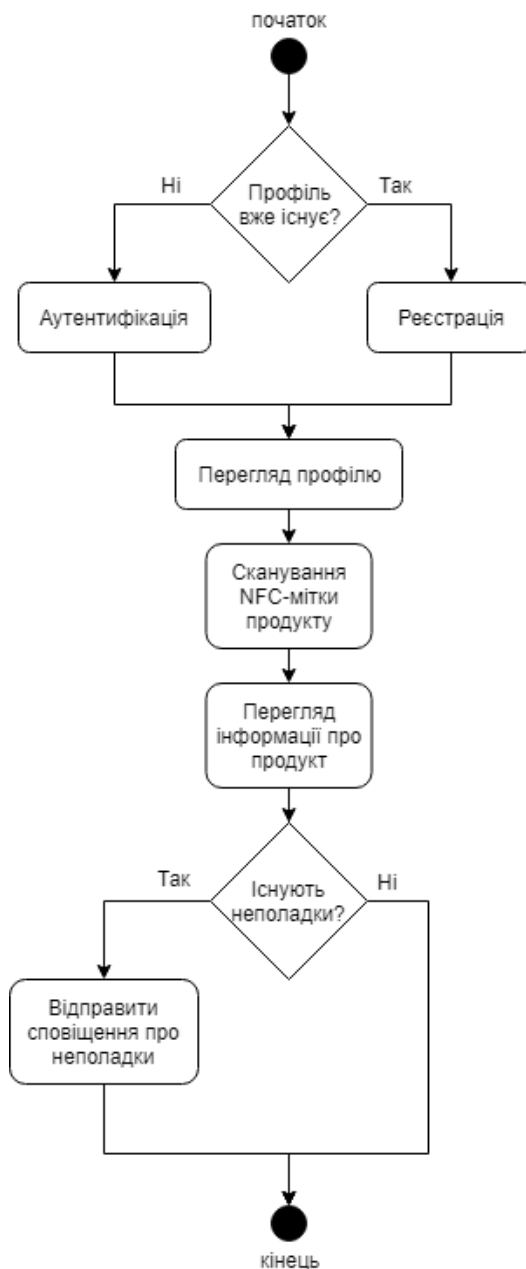 початок
Профіль
вже існує?
Ні
Так
Аутентифікація
Реєстрація
Перегляд профілю
Сканування
NFC-мітки
продукту
Перегляд
інформації про
продукт
Існують
неполадки?
Так
Ні
Відправити
сповіщення про
неполадки
кінець